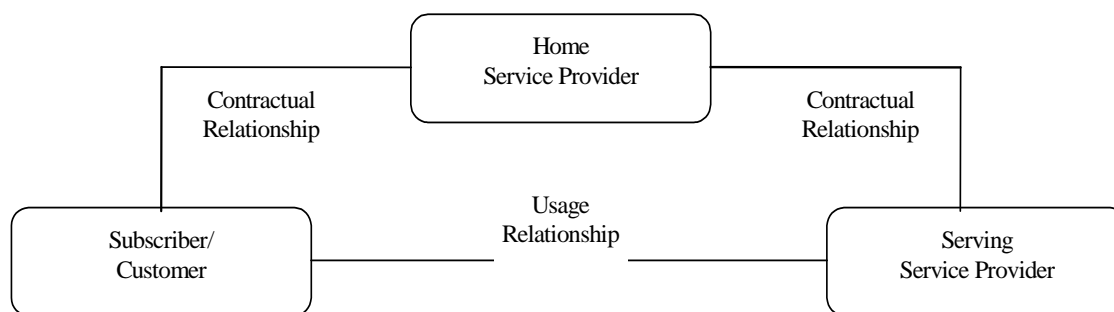 Home
Service Provider
Contractual
Relationship
Contractual
Relationship
Usage
Relationship
Subscriber/
Customer
Serving
Service Provider